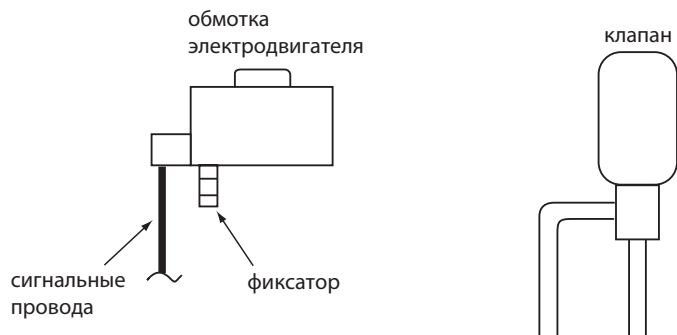 обмотка
электродвигателя
клапан
сигнальные
провода
фиксатор